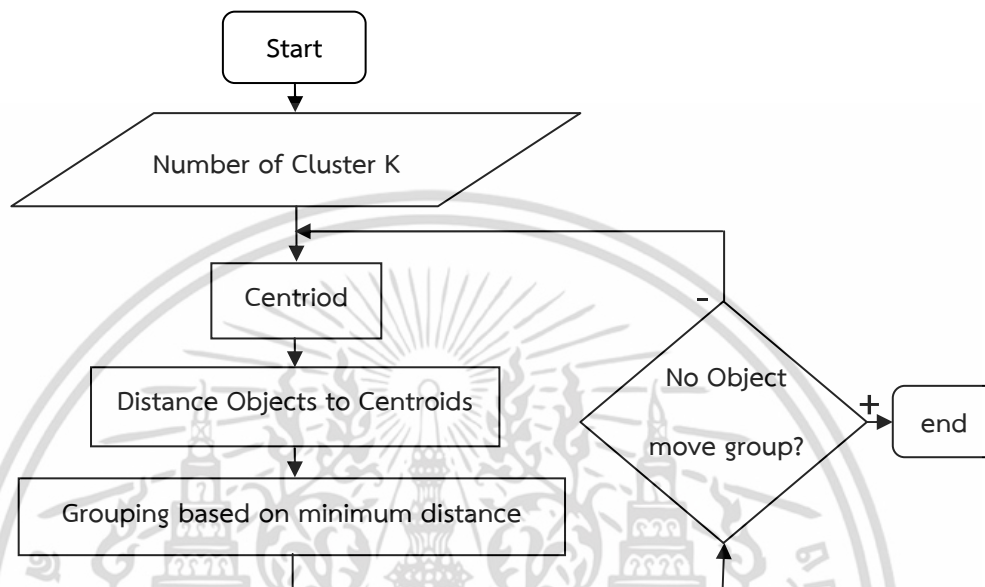 Start
Number of Cluster K
Centriod
Distance Objects to Centroids
Grouping based on minimum distance
No Object
move group?
-
+
end